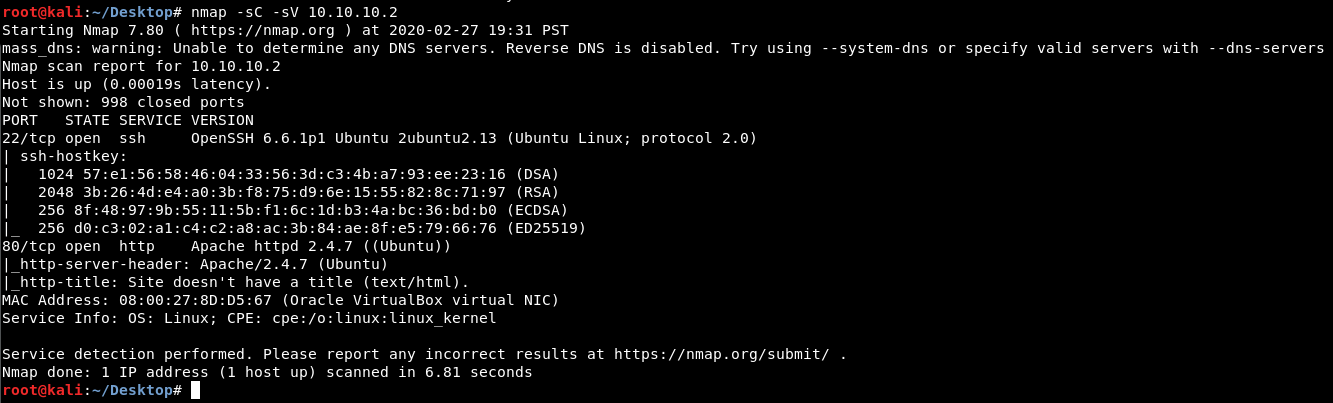 root@kali:~/Desktop# nmap -sC -sV 10.10.10.2
Starting Nmap 7.80 ( https://nmap.org ) at 2020-02-27 19:31 PST
mass_dns: warning: Unable to determine any DNS servers. Reverse DNS is disabled. Try using --system-dns or specify valid servers with --dns-servers
Nmap scan report for 10.10.10.2
Host is up (0.00019s latency).
Not shown: 998 closed ports
PORT   STATE SERVICE VERSION
22/tcp open  ssh     OpenSSH 6.6.1p1 Ubuntu 2ubuntu2.13 (Ubuntu Linux; protocol 2.0)
| ssh-hostkey:
|   1024 57:e1:56:58:46:04:33:56:3d:c3:4b:a7:93:ee:23:16 (DSA)
|   2048 3b:26:4d:e4:a0:3b:f8:75:d9:6e:15:55:82:8c:71:97 (RSA)
|   256 8f:48:97:9b:55:11:5b:f1:6c:1d:b3:4a:bc:36:bd:b0 (ECDSA)
|_  256 d0:c3:02:a1:c4:c2:a8:ac:3b:84:ae:8f:e5:79:66:76 (ED25519)
80/tcp open  http    Apache httpd 2.4.7 ((Ubuntu))
|_http-server-header: Apache/2.4.7 (Ubuntu)
|_http-title: Site doesn't have a title (text/html).
MAC Address: 08:00:27:8D:D5:67 (Oracle VirtualBox virtual NIC)
Service Info: OS: Linux; CPE: cpe:/o:linux:linux_kernel
Service detection performed. Please report any incorrect results at https://nmap.org/submit/ .
Nmap done: 1 IP address (1 host up) scanned in 6.81 seconds
root@kali:~/Desktop#